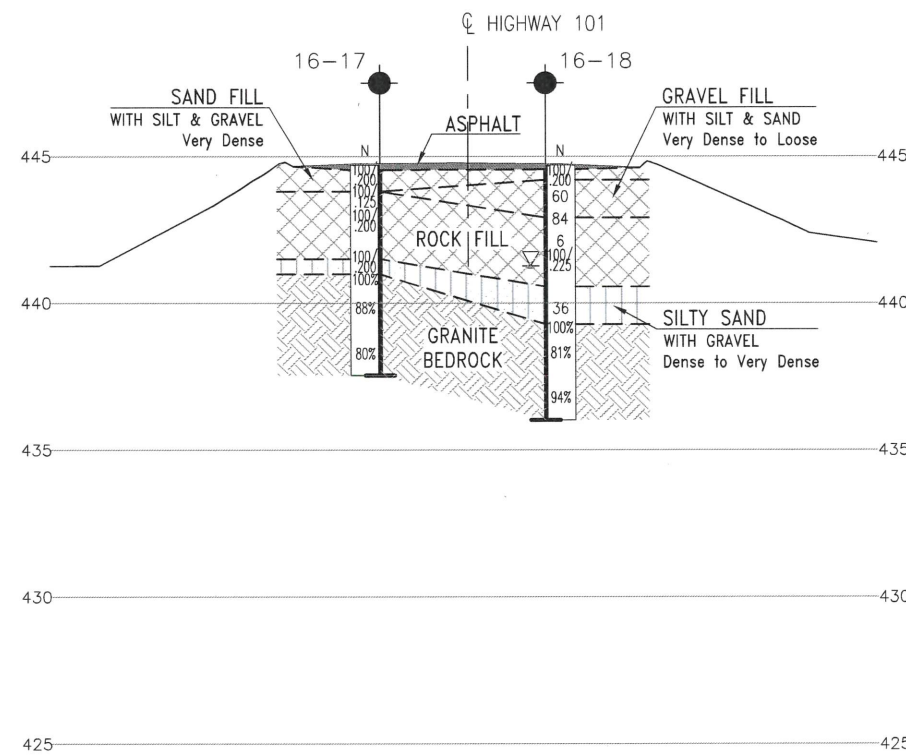 ℄ HIGHWAY 101
16-17
16-18
SAND FILL
WITH SILT & GRAVEL
Very Dense
ASPHALT
GRAVEL FILL
WITH SILT & SAND
Very Dense to Loose
445
445
N
100/
.200
100/
.125
100/
.200
100/
.200
100%
88%
80%
N
100/
.200
60
84
6
100/
.225
36
100%
81%
94%
ROCK FILL
440
440
GRANITE
BEDROCK
SILTY SAND
WITH GRAVEL
Dense to Very Dense
435
435
430
430
425
425